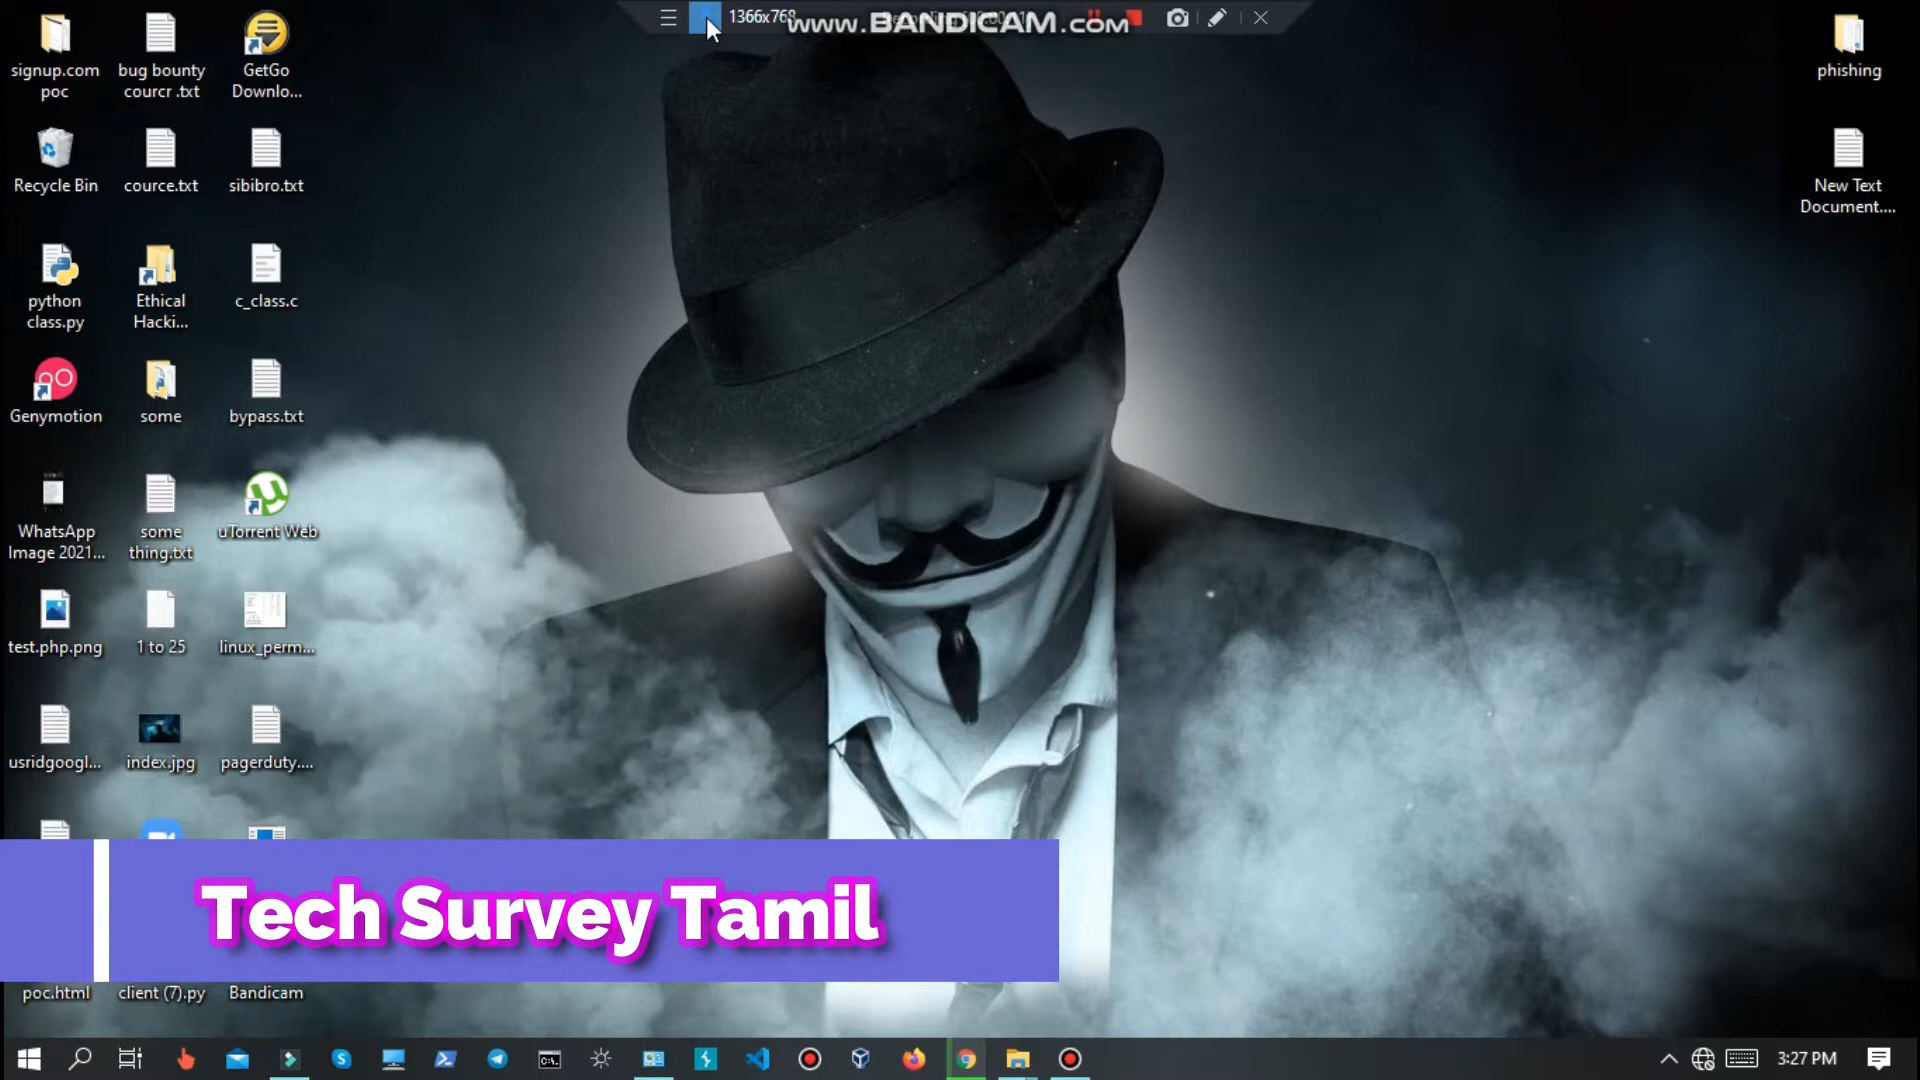 1366x768
www.BANDICAM.com
signup.com
poc
bug bounty
courcr .txt
GetGo
Downlo...
phishing
Recycle Bin
cource.txt
sibibro.txt
New Text
Document....
python
class.py
Ethical
Hacki...
c_class.c
Genymotion
some
bypass.txt
WhatsApp
Image 2021...
some
thing.txt
uTorrent Web
test.php.png
1 to 25
linux_perm...
usridgoogl...
index.jpg
pagerduty....
Tech Survey Tamil
poc.html
client (7).py
Bandicam
3:27 PM